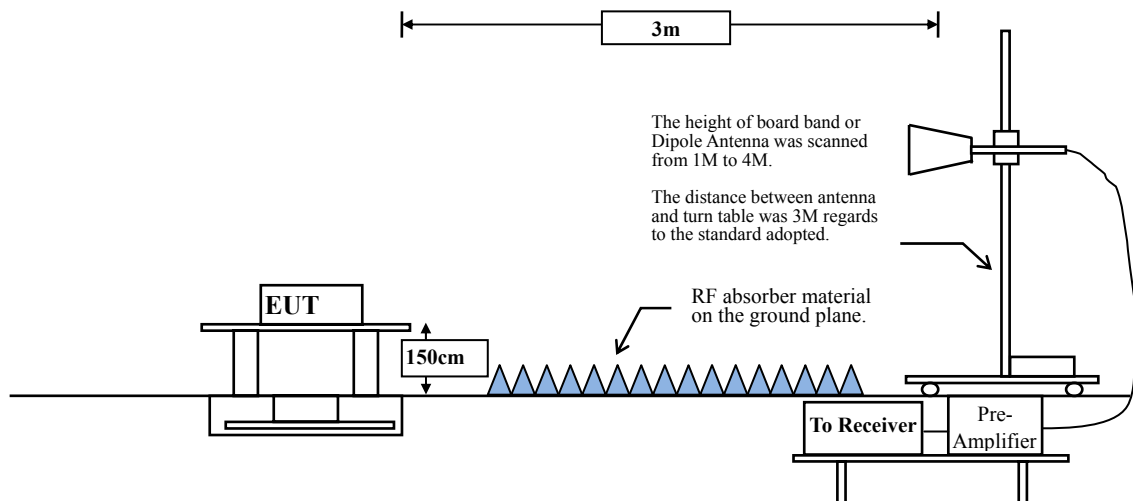 3m
The height of board band or
Dipole Antenna was scanned
from 1M to 4M.
The distance between antenna
and turn table was 3M regards
to the standard adopted.
EUT
RF absorber material
on the ground plane.
150cm
To Receiver
Pre-
Amplifier